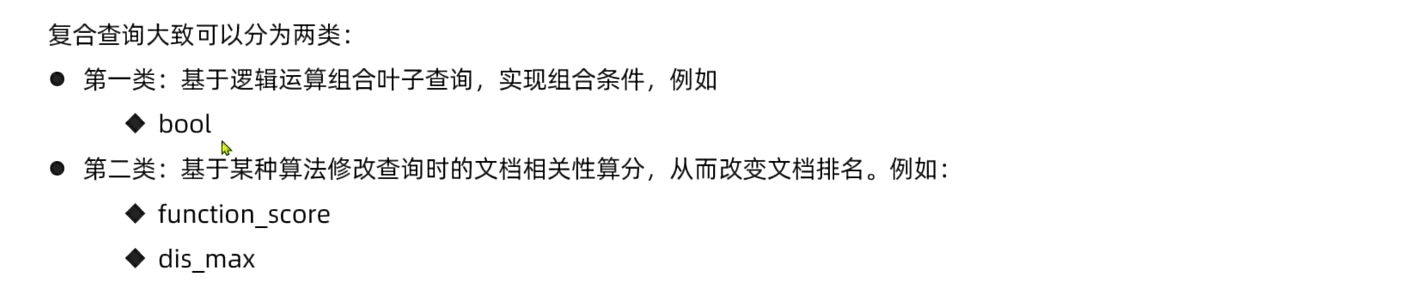 复合查询大致可以分为两类：
● 第一类：基于逻辑运算组合叶子查询，实现组合条件，例如
◆ bool
● 第二类：基于某种算法修改查询时的文档相关性算分，从而改变文档排名。例如：
◆ function_score
◆ dis_max